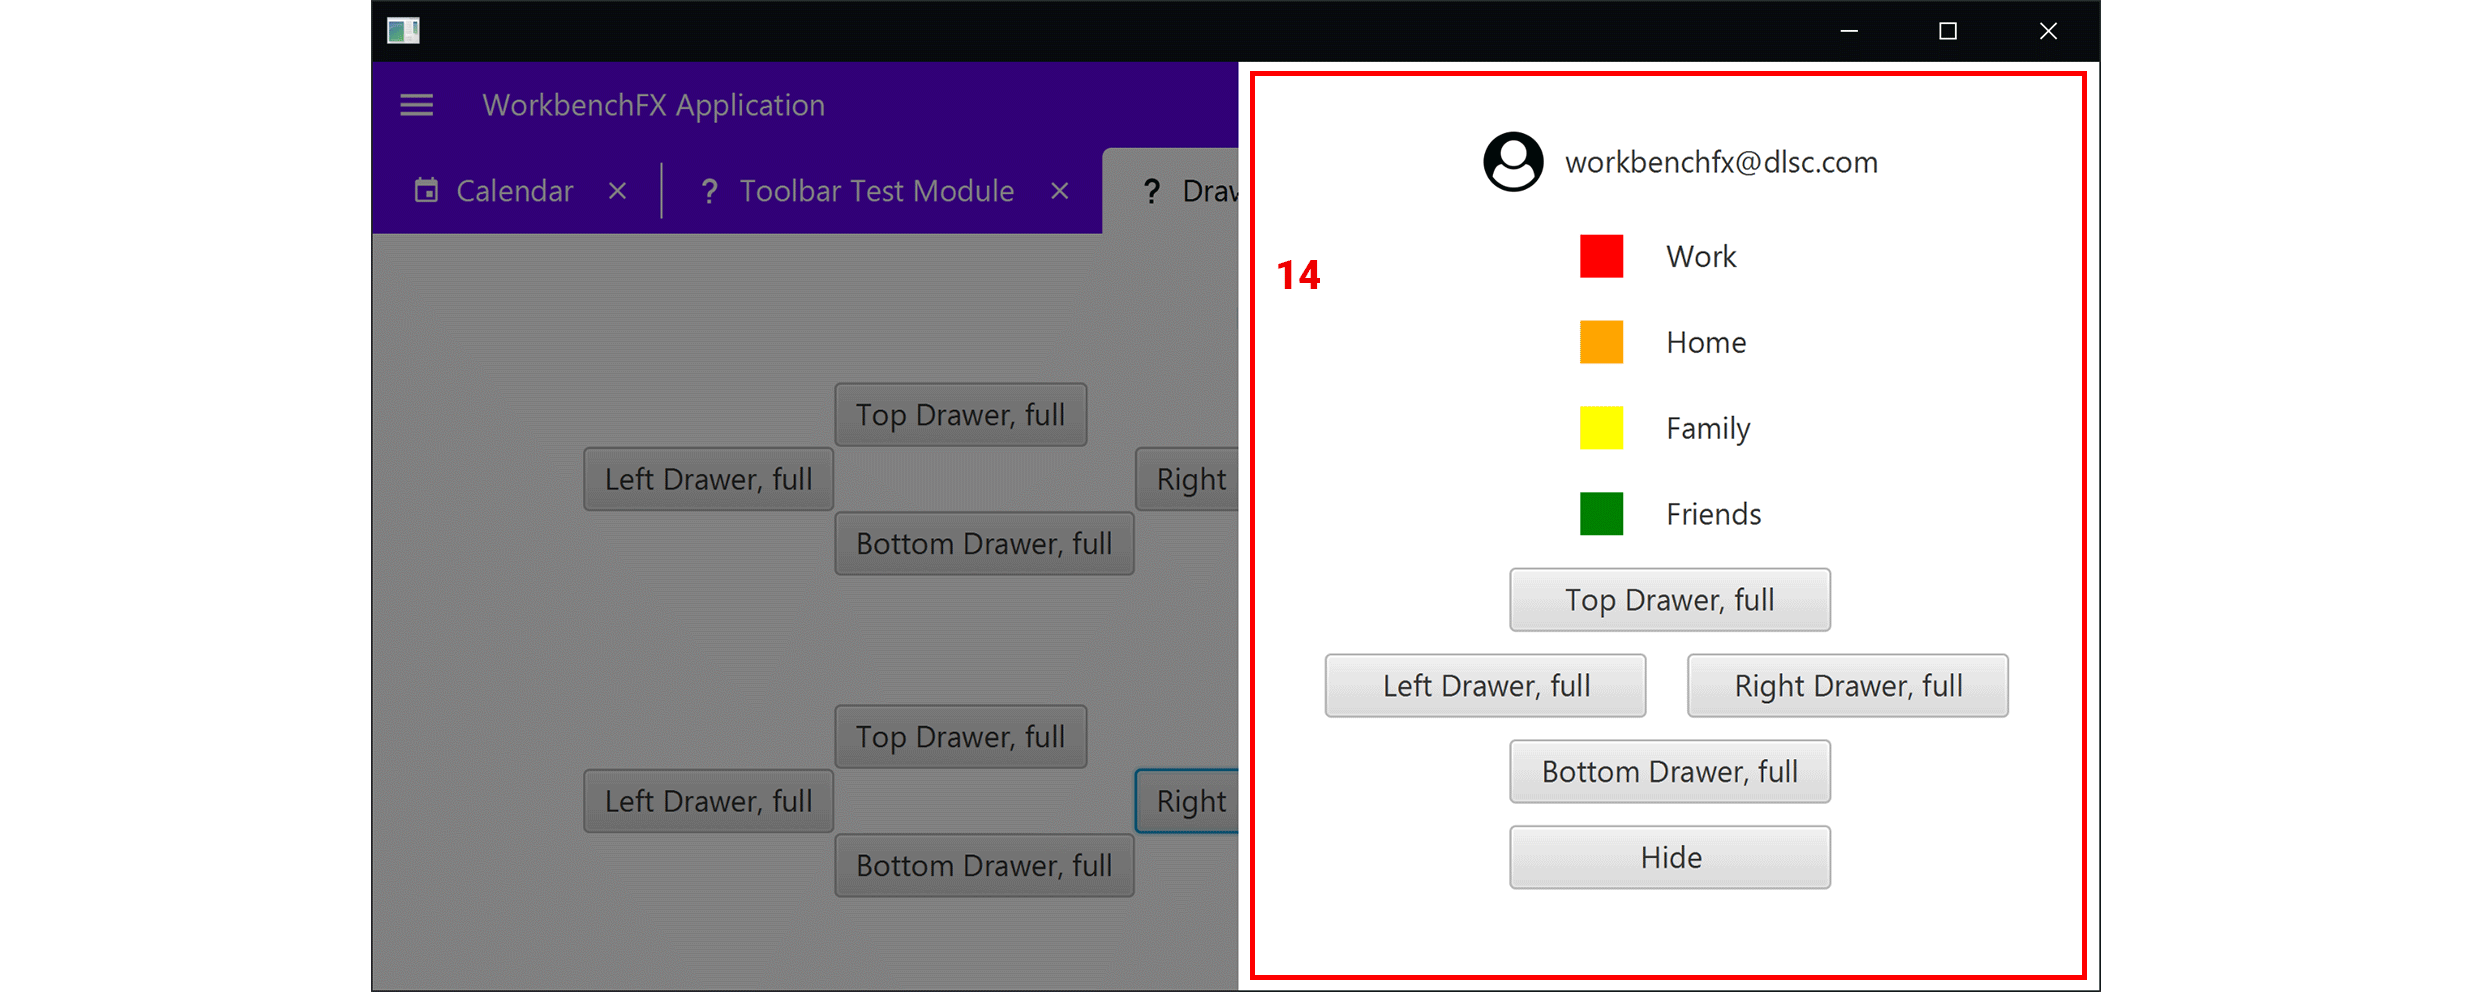 WorkbenchFX Application
Calendar
? Toolbar Test Module
? Drav
Top Drawer, full
Left Drawer, full
Right
Bottom Drawer, full
Top Drawer, full
Left Drawer, full
Right
Bottom Drawer, full
14
workbenchfx@dlsc.com
Work
Home
Family
Friends
Top Drawer, full
Left Drawer, full
Right Drawer, full
Bottom Drawer, full
Hide